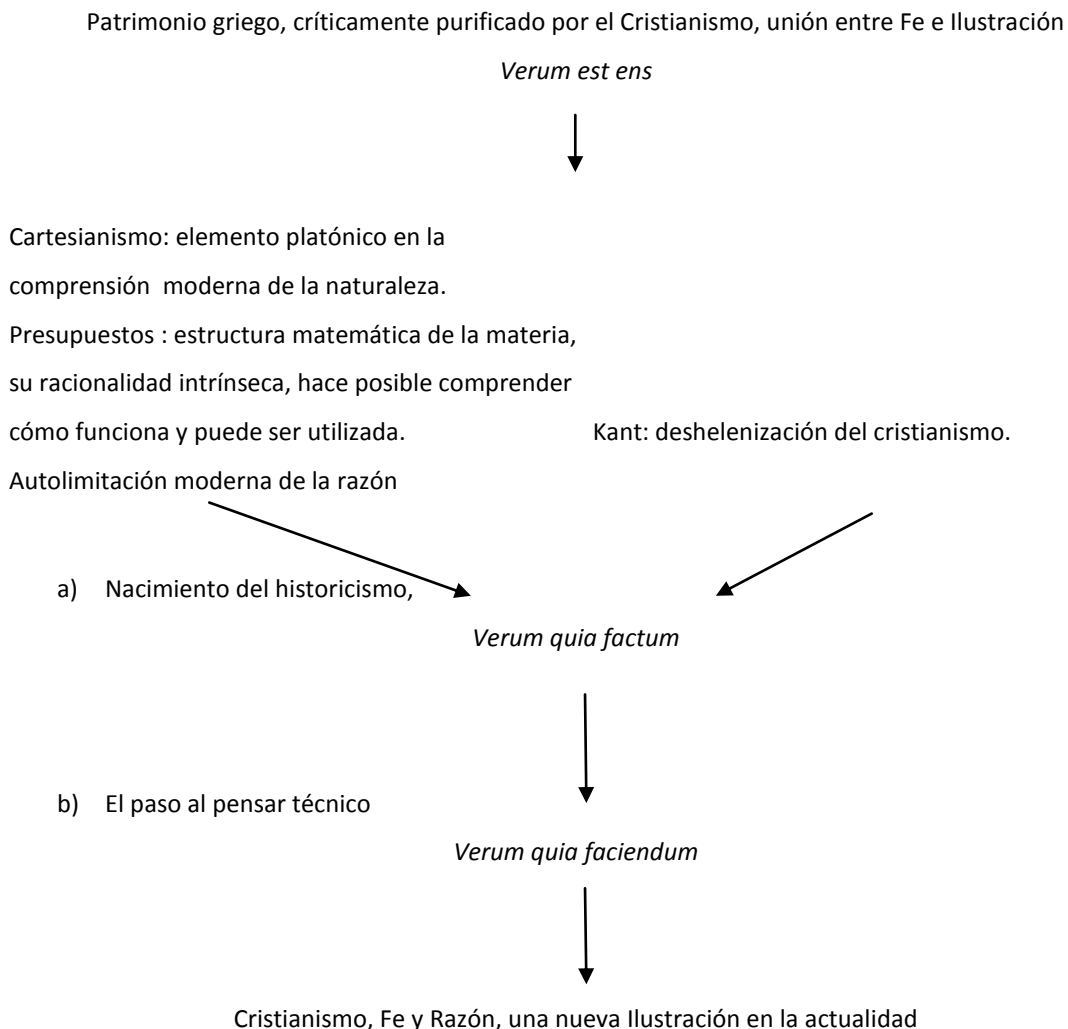 Patrimonio griego, críticamente purificado por el Cristianismo, unión entre Fe e Ilustración
Verum est ens
Cartesianismo: elemento platónico en la
comprensión moderna de la naturaleza.
Presupuestos : estructura matemática de la materia,
su racionalidad intrínseca, hace posible comprender
cómo funciona y puede ser utilizada.
Kant: deshelenización del cristianismo.
Autolimitación moderna de la razón
a) Nacimiento del historicismo,
Verum quia factum
b) El paso al pensar técnico
Verum quia faciendum
Cristianismo, Fe y Razón, una nueva Ilustración en la actualidad